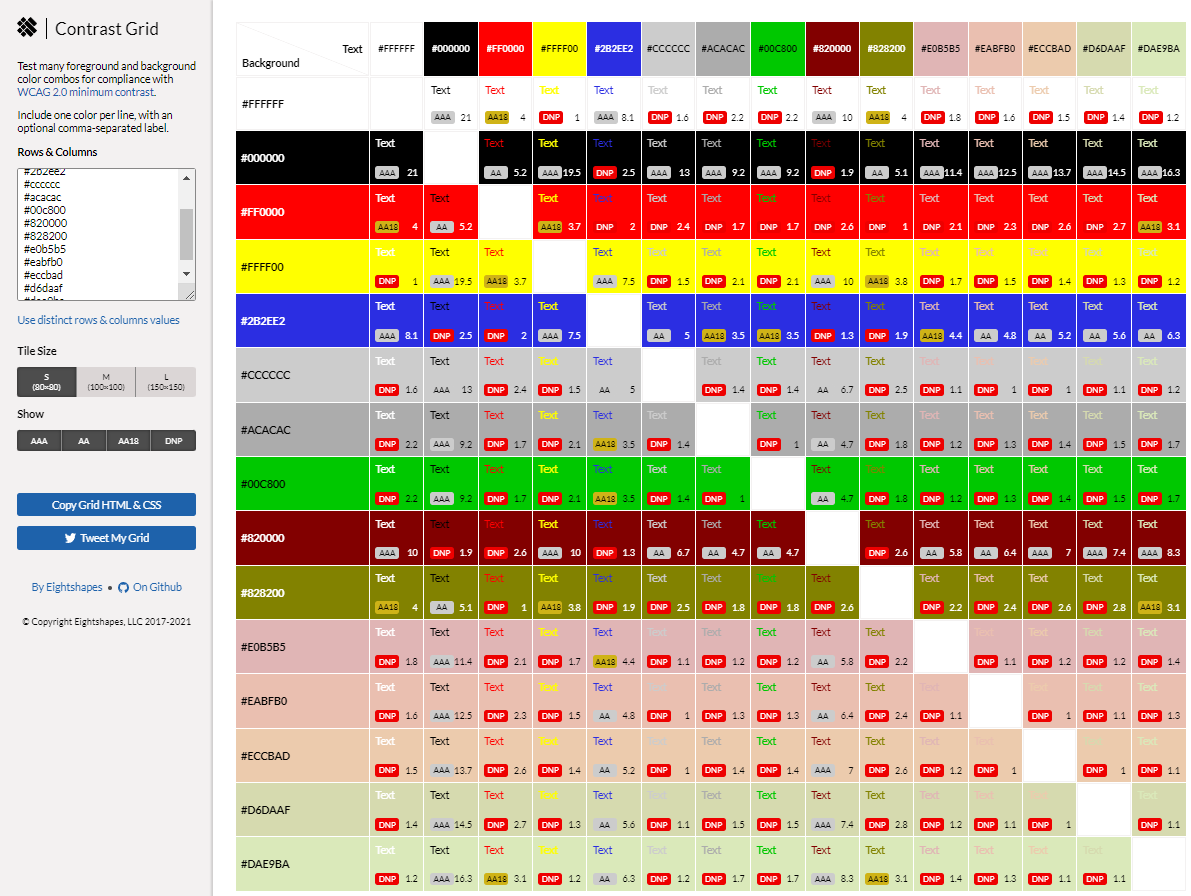 Contrast Grid
Test many foreground and background
color combos for compliance with
WCAG 2.0 minimum contrast.
Include one color per line, with an
optional comma-separated label.
Rows & Columns
#2b2ee2
#cccccc
#acacac
#00c800
#820000
#828200
#e0b5b5
#eabfb0
#eccbad
#d6daaf
#dae9ba
Use distinct rows & columns values
Tile Size
S M L
(80×80) (100×100) (150×150)
Show
AAA AA AA18 DNP
Copy Grid HTML & CSS
Tweet My Grid
By Eightshapes • On Github
© Copyright Eightshapes, LLC 2017-2021
Text #FFFFFF #000000 #FF0000 #FFFF00 #2B2EE2 #CCCCCC #ACACAC #00C800 #820000 #828200 #E0B5B5 #EABFB0 #ECCBAD #D6DAAF #DAE9BA
Background
Text Text Text Text Text Text Text Text Text Text Text Text Text Text
#FFFFFF
AAA 21 AA18 4 DNP 1 AAA 8.1 DNP 1.6 DNP 2.2 DNP 2.2 AAA 10 AA18 4 DNP 1.8 DNP 1.6 DNP 1.5 DNP 1.4 DNP 1.2
Text Text Text Text Text Text Text Text Text Text Text Text Text Text
#000000
AAA 21 AA 5.2 AAA 19.5 DNP 2.5 AAA 13 AAA 9.2 AAA 9.2 DNP 1.9 AA 5.1 AAA 11.4 AAA 12.5 AAA 13.7 AAA 14.5 AAA 16.3
Text Text Text Text Text Text Text Text Text Text Text Text Text Text
#FF0000
AA18 4 AA 5.2 AA18 3.7 DNP 2 DNP 2.4 DNP 1.7 DNP 1.7 DNP 2.6 DNP 1 DNP 2.1 DNP 2.3 DNP 2.6 DNP 2.7 AA18 3.1
Text Text Text Text Text Text Text Text Text Text Text Text Text Text
#FFFF00
DNP 1 AAA 19.5 AA18 3.7 AAA 7.5 DNP 1.5 DNP 2.1 DNP 2.1 AAA 10 AA18 3.8 DNP 1.7 DNP 1.5 DNP 1.4 DNP 1.3 DNP 1.2
Text Text Text Text Text Text Text Text Text Text Text Text Text Text
#2B2EE2
AAA 8.1 DNP 2.5 DNP 2 AAA 7.5 AA 5 AA18 3.5 AA18 3.5 DNP 1.3 DNP 1.9 AA18 4.4 AA 4.8 AA 5.2 AA 5.6 AA 6.3
Text Text Text Text Text Text Text Text Text Text Text Text Text Text
#CCCCCC
DNP 1.6 AAA 13 DNP 2.4 DNP 1.5 AA 5 DNP 1.4 DNP 1.4 AA 6.7 DNP 2.5 DNP 1.1 DNP 1 DNP 1 DNP 1.1 DNP 1.2
Text Text Text Text Text Text Text Text Text Text Text Text Text Text
#ACACAC
DNP 2.2 AAA 9.2 DNP 1.7 DNP 2.1 AA18 3.5 DNP 1.4 DNP 1 AA 4.7 DNP 1.8 DNP 1.2 DNP 1.3 DNP 1.4 DNP 1.5 DNP 1.7
Text Text Text Text Text Text Text Text Text Text Text Text Text Text
#00C800
DNP 2.2 AAA 9.2 DNP 1.7 DNP 2.1 AA18 3.5 DNP 1.4 DNP 1 AA 4.7 DNP 1.8 DNP 1.2 DNP 1.3 DNP 1.4 DNP 1.5 DNP 1.7
Text Text Text Text Text Text Text Text Text Text Text Text Text Text
#820000
AAA 10 DNP 1.9 DNP 2.6 AAA 10 DNP 1.3 AA 6.7 AA 4.7 AA 4.7 DNP 2.6 AA 5.8 AA 6.4 AAA 7 AAA 7.4 AAA 8.3
Text Text Text Text Text Text Text Text Text Text Text Text Text Text
#828200
AA18 4 AA 5.1 DNP 1 AA18 3.8 DNP 1.9 DNP 2.5 DNP 1.8 DNP 1.8 DNP 2.6 DNP 2.2 DNP 2.4 DNP 2.6 DNP 2.8 AA18 3.1
Text Text Text Text Text Text Text Text Text Text Text Text Text Text
#E0B5B5
DNP 1.8 AAA 11.4 DNP 2.1 DNP 1.7 AA18 4.4 DNP 1.1 DNP 1.2 DNP 1.2 AA 5.8 DNP 2.2 DNP 1.1 DNP 1.2 DNP 1.2 DNP 1.4
Text Text Text Text Text Text Text Text Text Text Text Text Text Text
#EABFB0
DNP 1.6 AAA 12.5 DNP 2.3 DNP 1.5 AA 4.8 DNP 1 DNP 1.3 DNP 1.3 AA 6.4 DNP 2.4 DNP 1.1 DNP 1 DNP 1.1 DNP 1.3
Text Text Text Text Text Text Text Text Text Text Text Text Text Text
#ECCBAD
DNP 1.5 AAA 13.7 DNP 2.6 DNP 1.4 AA 5.2 DNP 1 DNP 1.4 DNP 1.4 AAA 7 DNP 2.6 DNP 1.2 DNP 1 DNP 1 DNP 1.1
Text Text Text Text Text Text Text Text Text Text Text Text Text Text
#D6DAAF
DNP 1.4 AAA 14.5 DNP 2.7 DNP 1.3 AA 5.6 DNP 1.1 DNP 1.5 DNP 1.5 AAA 7.4 DNP 2.8 DNP 1.2 DNP 1.1 DNP 1 DNP 1.1
Text Text Text Text Text Text Text Text Text Text Text Text Text Text
#DAE9BA
DNP 1.2 AAA 16.3 AA18 3.1 DNP 1.2 AA 6.3 DNP 1.2 DNP 1.7 DNP 1.7 AAA 8.3 AA18 3.1 DNP 1.4 DNP 1.3 DNP 1.1 DNP 1.1